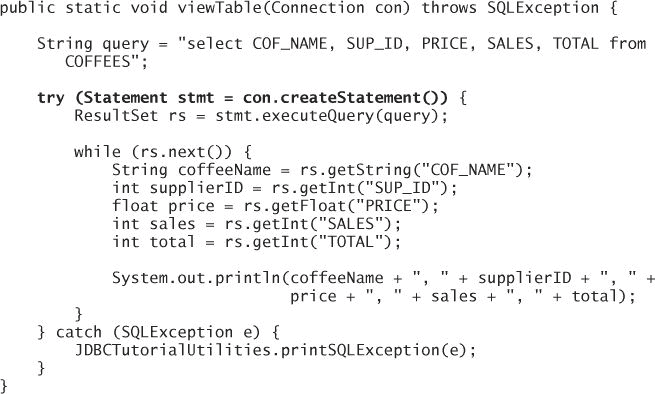 public static void viewTable(Connection con) throws SQLException {
String query = "select COF_NAME, SUP_ID, PRICE, SALES, TOTAL from
COFFEES";
try (Statement stmt = con.createStatement()) {
ResultSet rs = stmt.executeQuery(query);
while (rs.next()) {
String coffeeName = rs.getString("COF_NAME");
int supplierID = rs.getInt("SUP_ID");
float price = rs.getFloat("PRICE");
int sales = rs.getInt("SALES");
int total = rs.getInt("TOTAL");
System.out.println(coffeeName + ", " + supplierID + ", " +
price + ", " + sales + ", " + total);
}
} catch (SQLException e) {
JDBCTutorialUtilities.printSQLException(e);
}
}